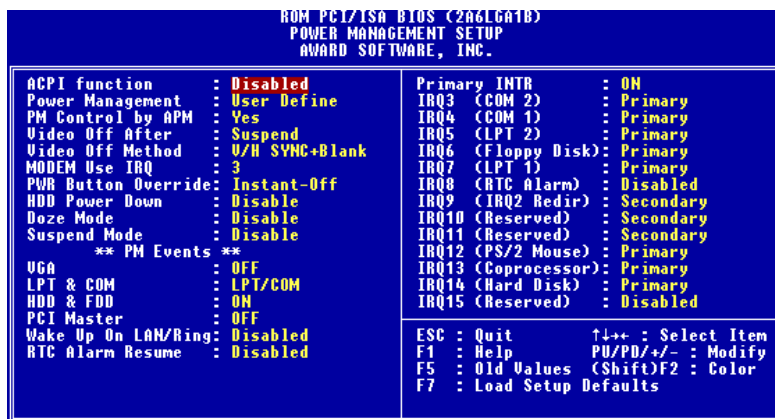 ROM PCI/ISA BIOS (2A6LGA1B)
POWER MANAGEMENT SETUP
AWARD SOFTWARE, INC.
ACPI function : Disabled
Power Management : User Define
PM Control by APM : Yes
Video Off After : Suspend
Video Off Method : V/H SYNC+Blank
MODEM Use IRQ : 3
PWR Button Override: Instant-Off
HDD Power Down : Disable
Doze Mode : Disable
Suspend Mode : Disable
** PM Events **
VGA : OFF
LPT & COM : LPT/COM
HDD & FDD : ON
PCI Master : OFF
Wake Up On LAN/Ring: Disabled
RTC Alarm Resume : Disabled
Primary INTR : ON
IRQ3 (COM 2) : Primary
IRQ4 (COM 1) : Primary
IRQ5 (LPT 2) : Primary
IRQ6 (Floppy Disk): Primary
IRQ7 (LPT 1) : Primary
IRQ8 (RTC Alarm) : Disabled
IRQ9 (IRQ2 Redir) : Secondary
IRQ10 (Reserved) : Secondary
IRQ11 (Reserved) : Secondary
IRQ12 (PS/2 Mouse) : Primary
IRQ13 (Coprocessor): Primary
IRQ14 (Hard Disk) : Primary
IRQ15 (Reserved) : Disabled
ESC : Quit ↑↓→← : Select Item
F1 : Help PU/PD/+/- : Modify
F5 : Old Values (Shift)F2 : Color
F7 : Load Setup Defaults